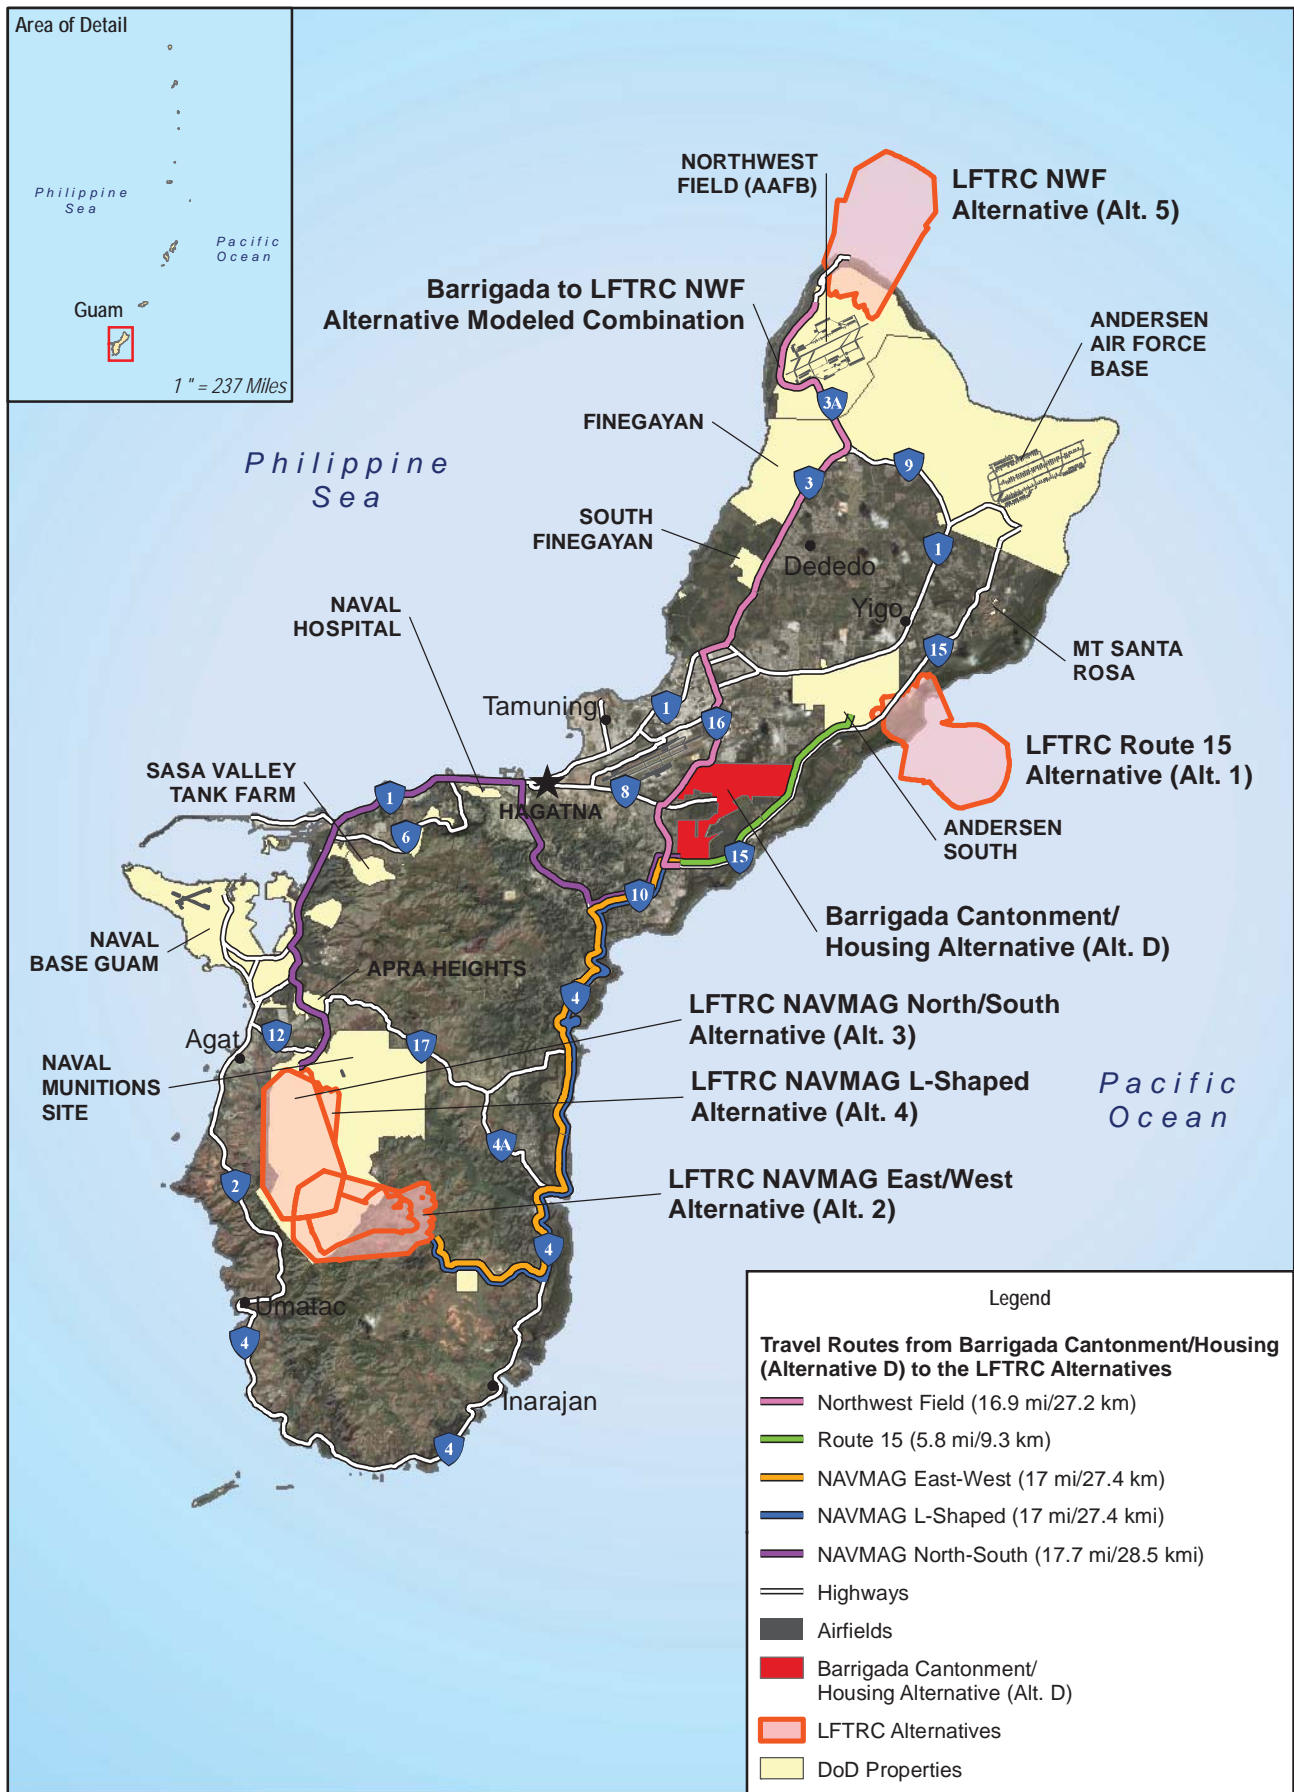 Area of Detail
Philippine
Sea
Pacific
Ocean
Guam
1 " = 237 Miles
NORTHWEST
FIELD (AAFB)
LFTRC NWF
Alternative (Alt. 5)
Barrigada to LFTRC NWF
Alternative Modeled Combination
ANDERSEN
AIR FORCE
BASE
3A
FINEGAYAN
Philippine
Sea
9
3
SOUTH
FINEGAYAN
1
Dededo
NAVAL
HOSPITAL
Yigo
15
MT SANTA
ROSA
Tamuning
1
16
LFTRC Route 15
Alternative (Alt. 1)
SASA VALLEY
TANK FARM
1
8
HAGATNA
6
ANDERSEN
SOUTH
15
10
Barrigada Cantonment/
Housing Alternative (Alt. D)
NAVAL
BASE GUAM
APRA HEIGHTS
4
LFTRC NAVMAG North/South
Alternative (Alt. 3)
Agat
12
17
NAVAL
MUNITIONS
SITE
LFTRC NAVMAG L-Shaped
Alternative (Alt. 4)
Pacific
Ocean
4A
2
LFTRC NAVMAG East/West
Alternative (Alt. 2)
4
Umatac
4
Inarajan
4
Legend
Travel Routes from Barrigada Cantonment/Housing
(Alternative D) to the LFTRC Alternatives
Northwest Field (16.9 mi/27.2 km)
Route 15 (5.8 mi/9.3 km)
NAVMAG East-West (17 mi/27.4 km)
NAVMAG L-Shaped (17 mi/27.4 kmi)
NAVMAG North-South (17.7 mi/28.5 kmi)
Highways
Airfields
Barrigada Cantonment/
Housing Alternative (Alt. D)
LFTRC Alternatives
DoD Properties